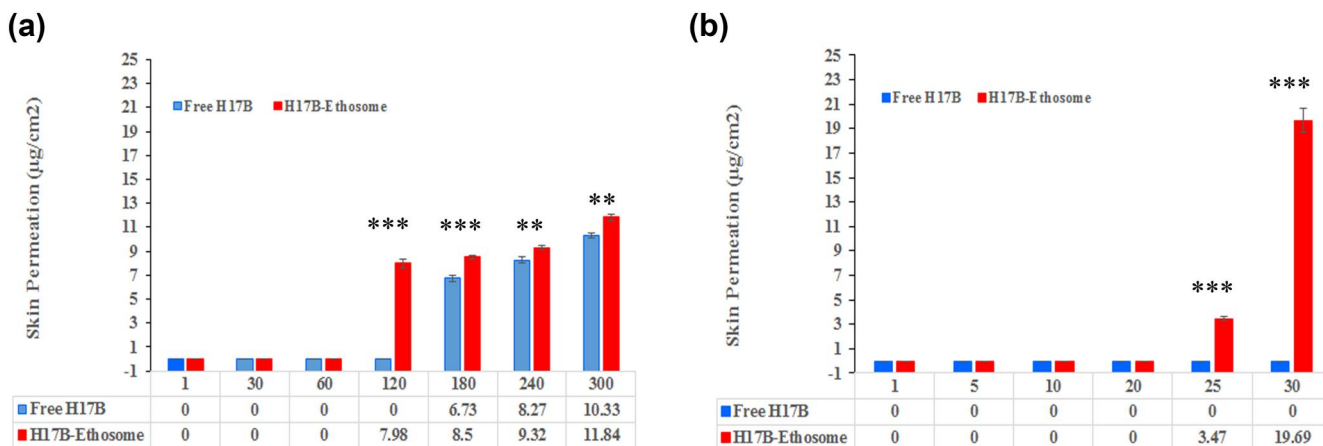 (a)
Skin Permeation (µg/cm2)
25
23
21
19
17
15
13
11
9
7
5
3
1
-1
Free H17B H17B-Ethosome
*** *** ** **
1 30 60 120 180 240 300
Free H17B 0 0 0 0 6.73 8.27 10.33
H17B-Ethosome 0 0 0 7.98 8.5 9.32 11.84
(b)
Skin Permeation (µg/cm2)
25
23
21
19
17
15
13
11
9
7
5
3
1
-1
Free H17B H17B-Ethosome
*** ***
1 5 10 20 25 30
Free H17B 0 0 0 0 0 0
H17B-Ethosome 0 0 0 0 3.47 19.69